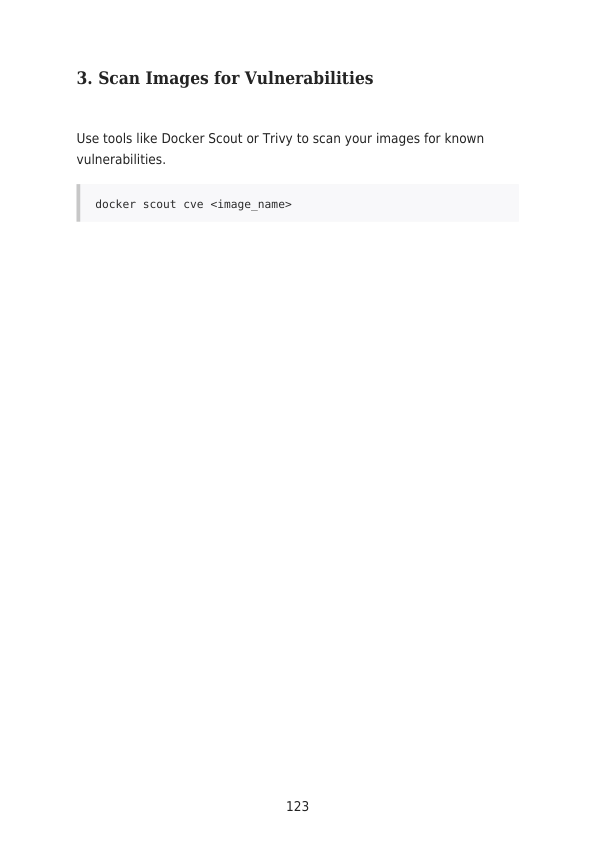 3. Scan Images for Vulnerabilities
Use tools like Docker Scout or Trivy to scan your images for known
vulnerabilities.
docker scout cve <image_name>
123